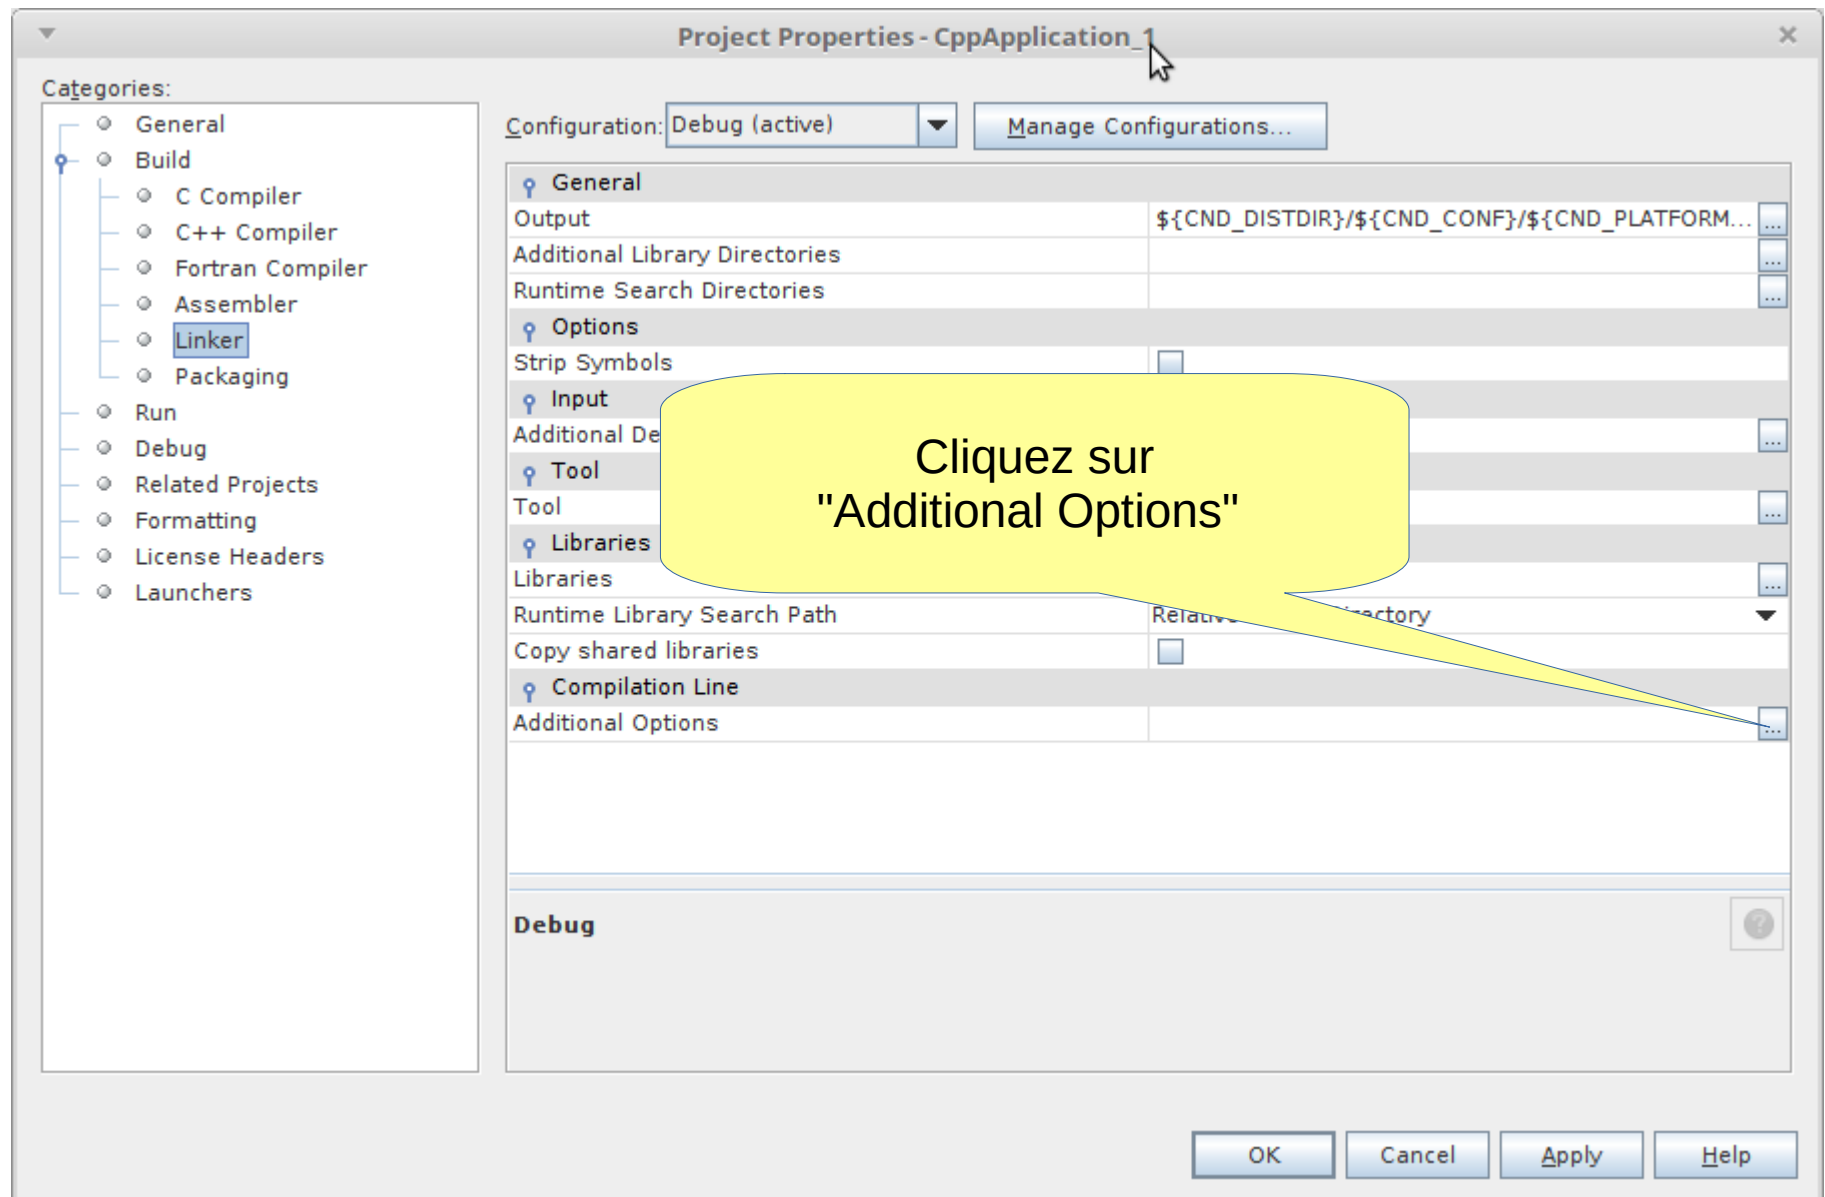 Project Properties - CppApplication_1
Categories:
General
Build
C Compiler
C++ Compiler
Fortran Compiler
Assembler
Linker
Packaging
Run
Debug
Related Projects
Formatting
License Headers
Launchers
Configuration: Debug (active) Manage Configurations...
General
Output ${CND_DISTDIR}/${CND_CONF}/${CND_PLATFORM... ...
Additional Library Directories ...
Runtime Search Directories ...
Options
Strip Symbols
Input
Additional ...
Tool
Tool ...
Libraries
Libraries ...
Runtime Library Search Path
Copy shared libraries
Compilation Line
Additional Options ...
Cliquez sur
"Additional Options"
Debug
?
OK Cancel Apply Help